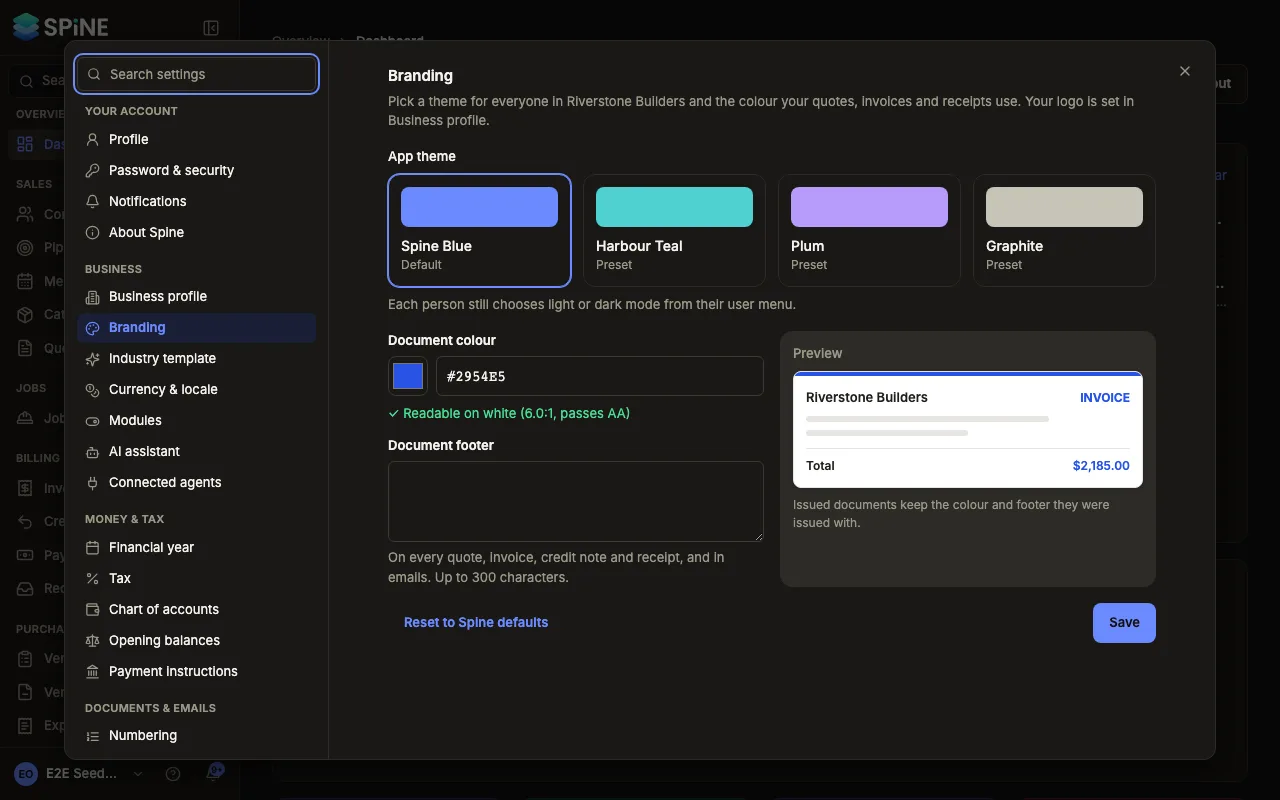 SPiNE
Overview
Dashboard
Search settings
YOUR ACCOUNT
Profile
Password & security
Notifications
About Spine
BUSINESS
Business profile
Branding
Industry template
Currency & locale
Modules
AI assistant
Connected agents
MONEY & TAX
Financial year
Tax
Chart of accounts
Opening balances
Payment instructions
DOCUMENTS & EMAILS
Numbering
Branding
Pick a theme for everyone in Riverstone Builders and the colour your quotes, invoices and receipts use. Your logo is set in
Business profile.
App theme
Spine Blue
Default
Harbour Teal
Preset
Plum
Preset
Graphite
Preset
Each person still chooses light or dark mode from their user menu.
Document colour
#2954E5
Readable on white (6.0:1, passes AA)
Document footer
On every quote, invoice, credit note and receipt, and in
emails. Up to 300 characters.
Preview
Riverstone Builders INVOICE
Total $2,185.00
Issued documents keep the colour and footer they were
issued with.
Reset to Spine defaults
Save
SALES
JOBS
BILLING
EO E2E Seed...
9+